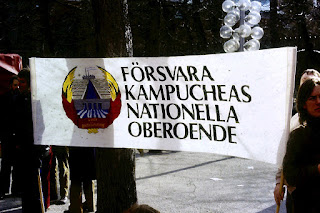 FÖRSVARA
KAMPUCHEAS
NATIONELLA
OBEROENDE